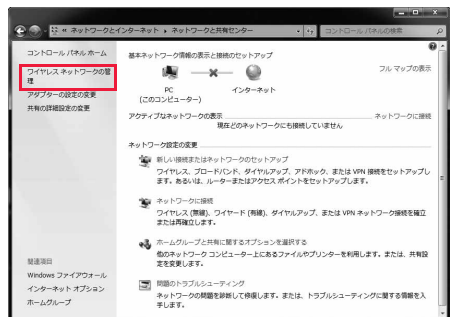 « ネットワークとインターネット ▸ ネットワークと共有センター
コントロール パネルの検索
コントロール パネル ホーム
ワイヤレス ネットワークの管
理
アダプターの設定の変更
共有の詳細設定の変更
関連項目
Windows ファイアウォール
インターネット オプション
ホームグループ
基本ネットワーク情報の表示と接続のセットアップ
フル マップの表示
PC
(このコンピューター)
インターネット
アクティブなネットワークの表示
ネットワークに接続
現在どのネットワークにも接続していません
ネットワーク設定の変更
新しい接続またはネットワークのセットアップ
ワイヤレス、ブロードバンド、ダイヤルアップ、アドホック、または VPN 接続をセットアップし
ます。あるいは、ルーターまたはアクセス ポイントをセットアップします。
ネットワークに接続
ワイヤレス (無線)、ワイヤード (有線)、ダイヤルアップ、または VPN ネットワーク接続を確立
または再確立します。
ホームグループと共有に関するオプションを選択する
他のネットワーク コンピューター上にあるファイルやプリンターを利用します。または、共有設
定を変更します。
問題のトラブルシューティング
ネットワークの問題を診断して修復します。または、トラブルシューティングに関する情報を入
手します。